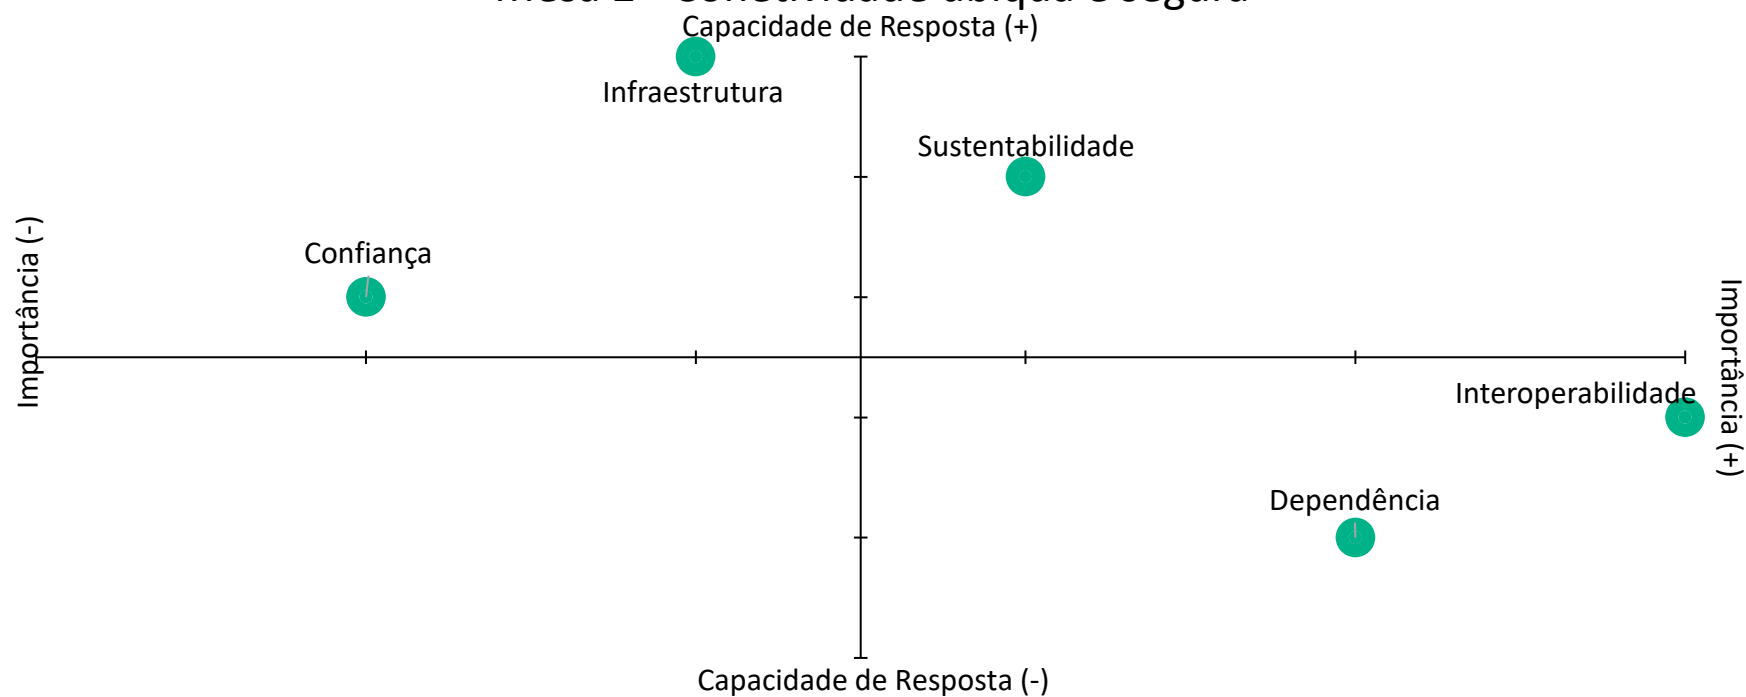 Capacidade de Resposta (+)
Infraestrutura
Sustentabilidade
Confiança
Importância (-)
Importância (+)
Interoperabilidade
Dependência
Capacidade de Resposta (-)